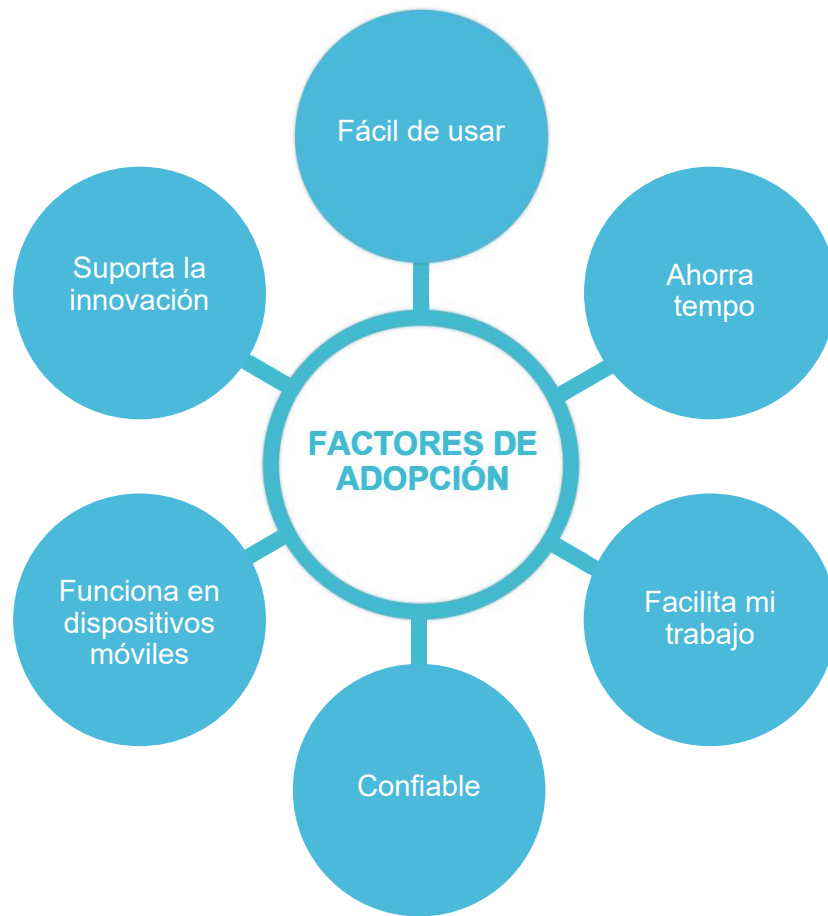 Fácil de usar
Suporta la
innovación
Ahorra
tempo
FACTORES DE
ADOPCIÓN
Funciona en
dispositivos
móviles
Facilita mi
trabajo
Confiable